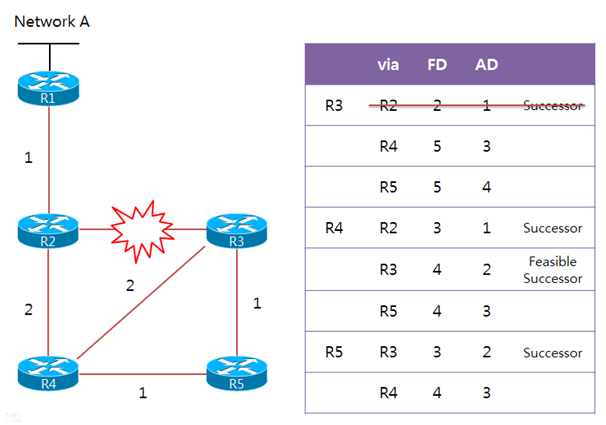 Network A
R1
1
R2
R3
2
2
1
R4
R5
1
via FD AD
R3 R2 2 1 Successor
R4 5 3
R5 5 4
R4 R2 3 1 Successor
R3 4 2 Feasible
Successor
R5 4 3
R5 R3 3 2 Successor
R4 4 3